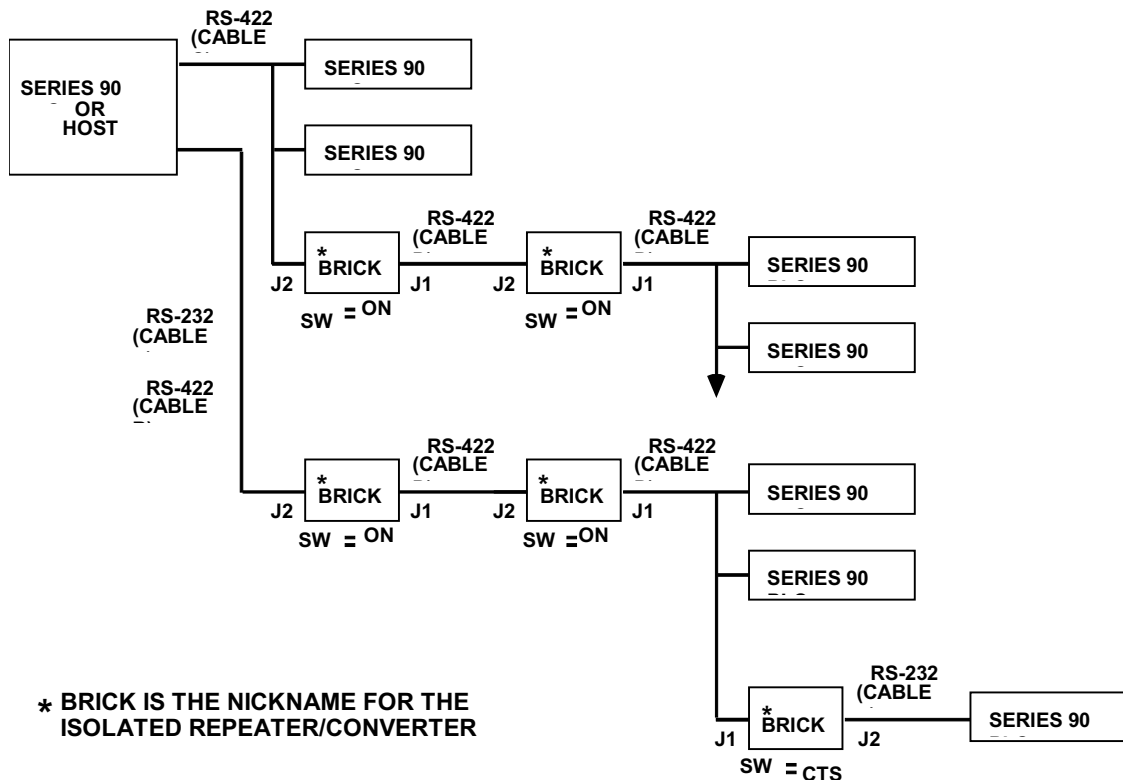 RS-422
(CABLE
SERIES 90
OR
HOST
SERIES 90
SERIES 90
RS-422
(CABLE
RS-422
(CABLE
*
BRICK
*
BRICK
SERIES 90
J2
J1
J2
J1
SW = ON
SW = ON
RS-232
(CABLE
SERIES 90
RS-422
(CABLE
RS-422
(CABLE
RS-422
(CABLE
*
BRICK
*
BRICK
SERIES 90
J2
J1
J2
J1
SW = ON
SW = ON
SERIES 90
RS-232
(CABLE
* BRICK IS THE NICKNAME FOR THE
ISOLATED REPEATER/CONVERTER
*
BRICK
SERIES 90
J1
J2
SW = CTS